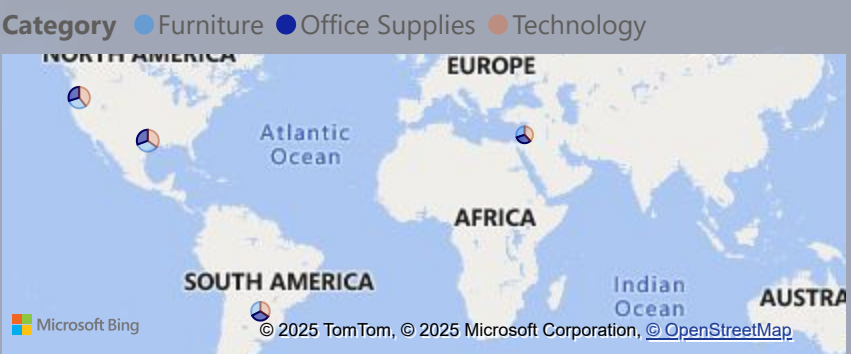 Category Furniture Office Supplies Technology
NORTH AMERICA
EUROPE
Atlantic
Ocean
AFRICA
SOUTH AMERICA
Indian
Ocean
AUSTRA
Microsoft Bing
© 2025 TomTom, © 2025 Microsoft Corporation, © OpenStreetMap